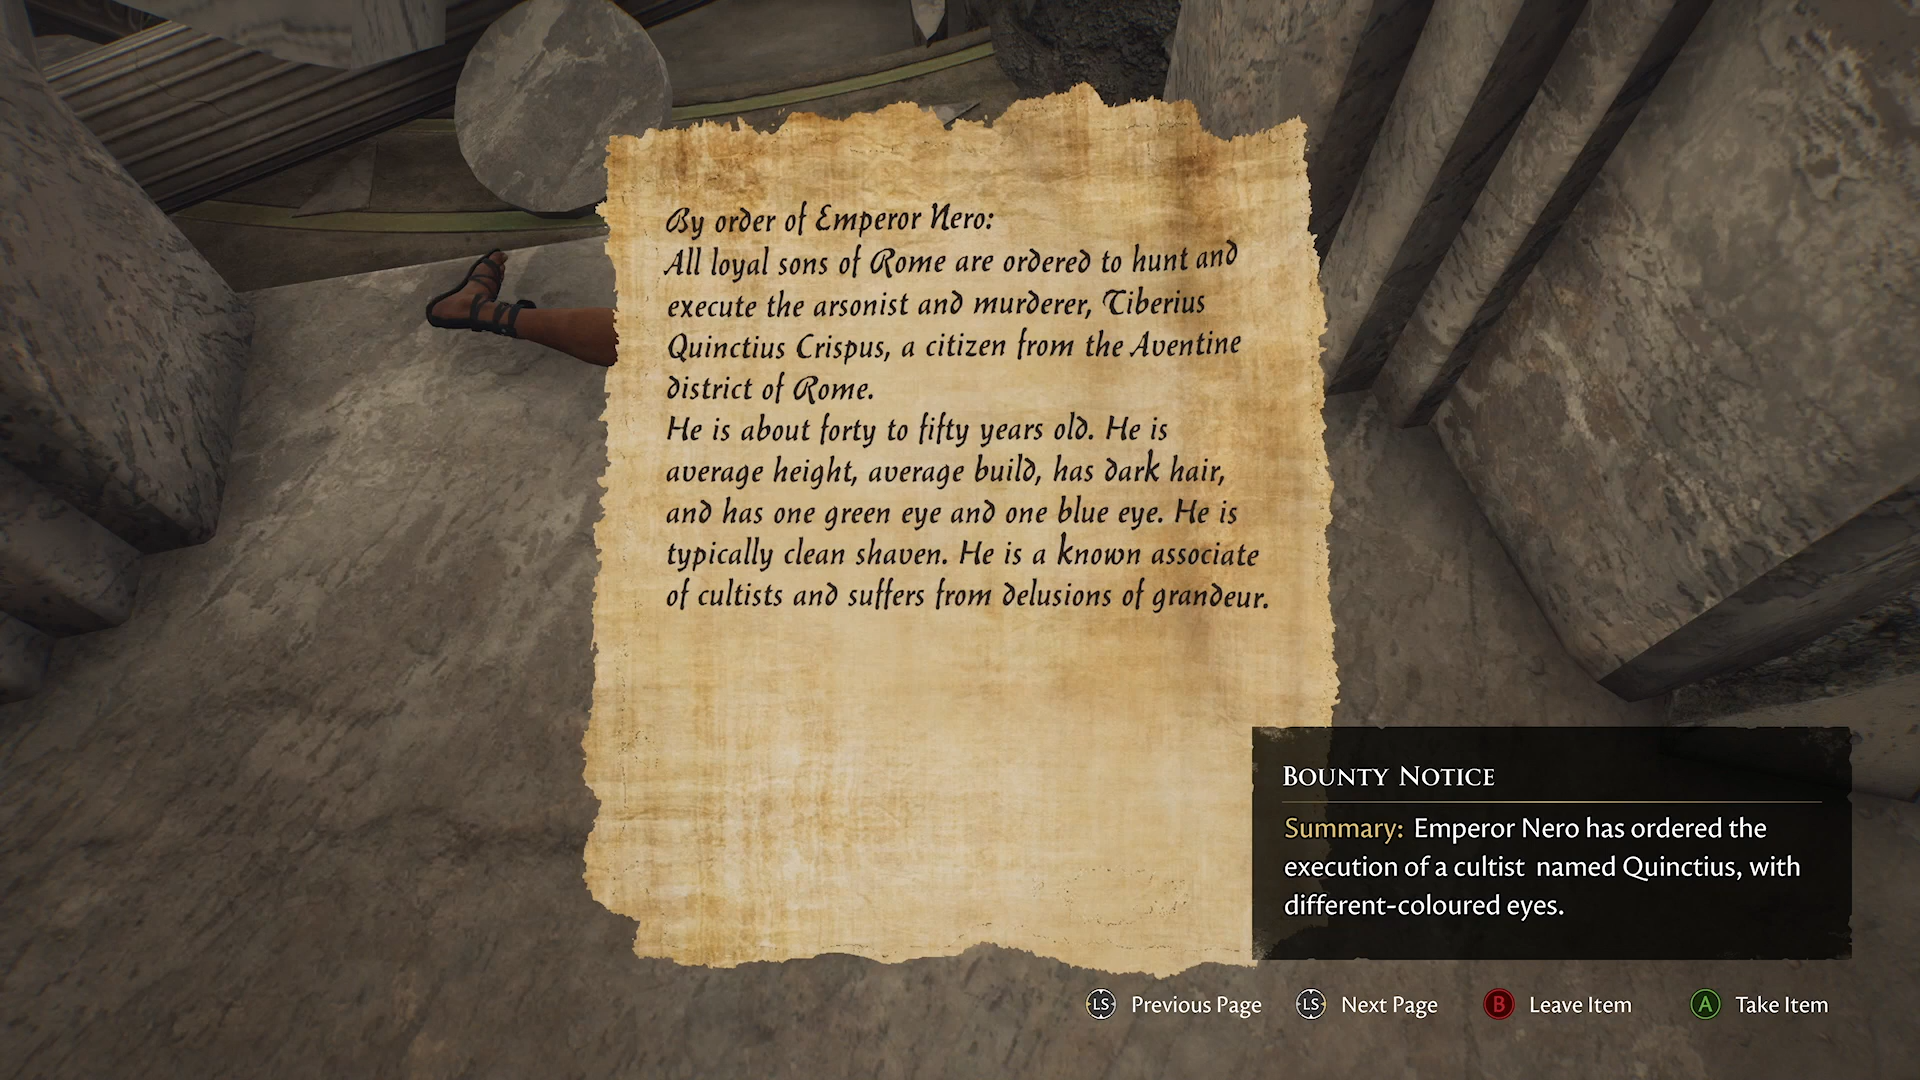 By order of Emperor Nero:
All loyal sons of Rome are ordered to hunt and
execute the arsonist and murderer, Tiberius
Quinctius Crispus, a citizen from the Aventine
district of Rome.
He is about forty to fifty years old. He is
average height, average build, has dark hair,
and has one green eye and one blue eye. He is
typically clean shaven. He is a known associate
of cultists and suffers from delusions of grandeur.
BOUNTY NOTICE
Summary: Emperor Nero has ordered the
execution of a cultist named Quinctius, with
different-coloured eyes.
LS Previous Page LS Next Page B Leave Item A Take Item